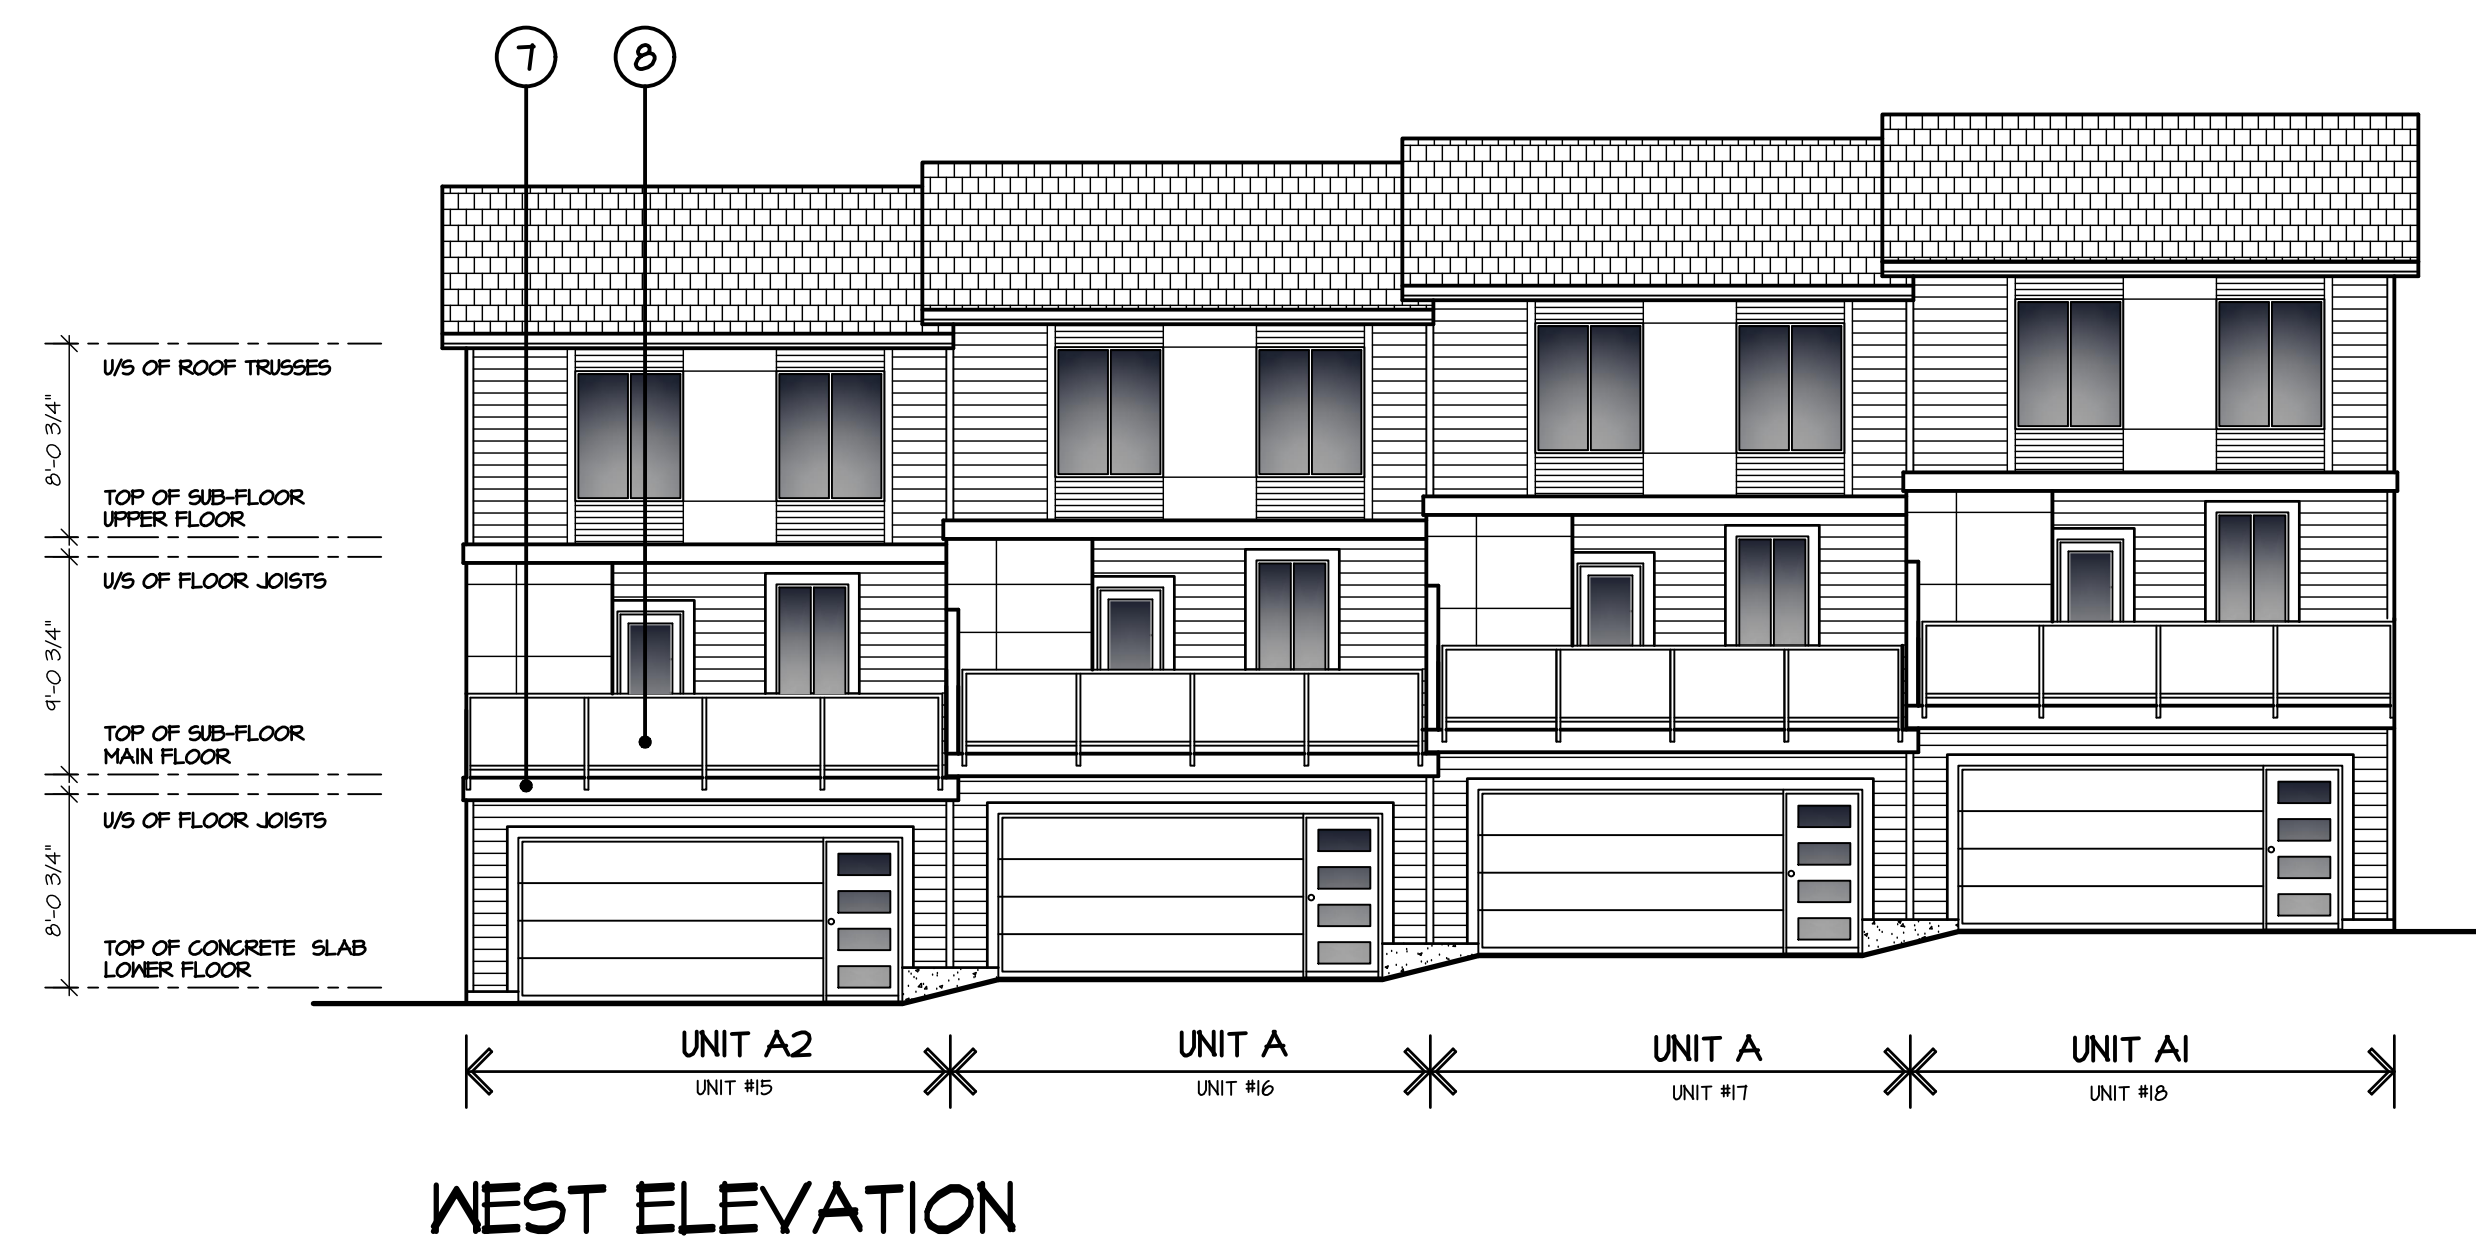 7 8
U/S OF ROOF TRUSSES
8'-0 3/4"
TOP OF SUB-FLOOR
UPPER FLOOR
U/S OF FLOOR JOISTS
9'-0 3/4"
TOP OF SUB-FLOOR
MAIN FLOOR
U/S OF FLOOR JOISTS
8'-0 3/4"
TOP OF CONCRETE SLAB
LOWER FLOOR
UNIT A2
UNIT #15
UNIT A
UNIT #16
UNIT A
UNIT #17
UNIT A1
UNIT #18
WEST ELEVATION